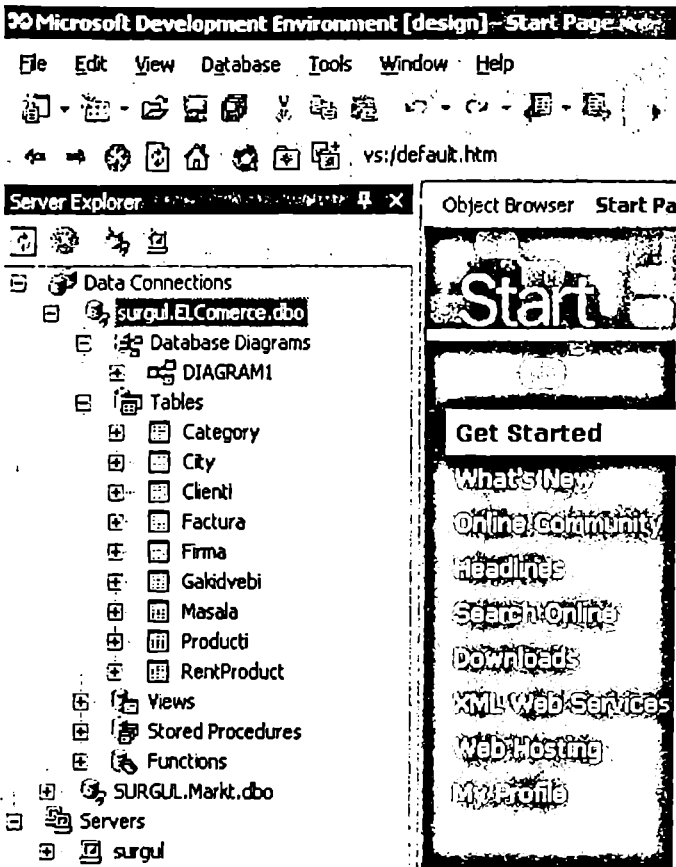 Microsoft Development Environment [design] - Start Page
File Edit View Database Tools Window Help
vs:/default.htm
Server Explorer
Data Connections
surgul.ELComerce.dbo
Database Diagrams
DIAGRAM1
Tables
Category
City
Clienti
Factura
Firma
Gakidvebi
Masala
Producti
RentProduct
Views
Stored Procedures
Functions
SURGUL.Markt.dbo
Servers
surgul
Object Browser Start Pa
Start
Get Started
What's New
Online Community
Headlines
Search Online
Downloads
XML Web Services
Web Hosting
My Profile